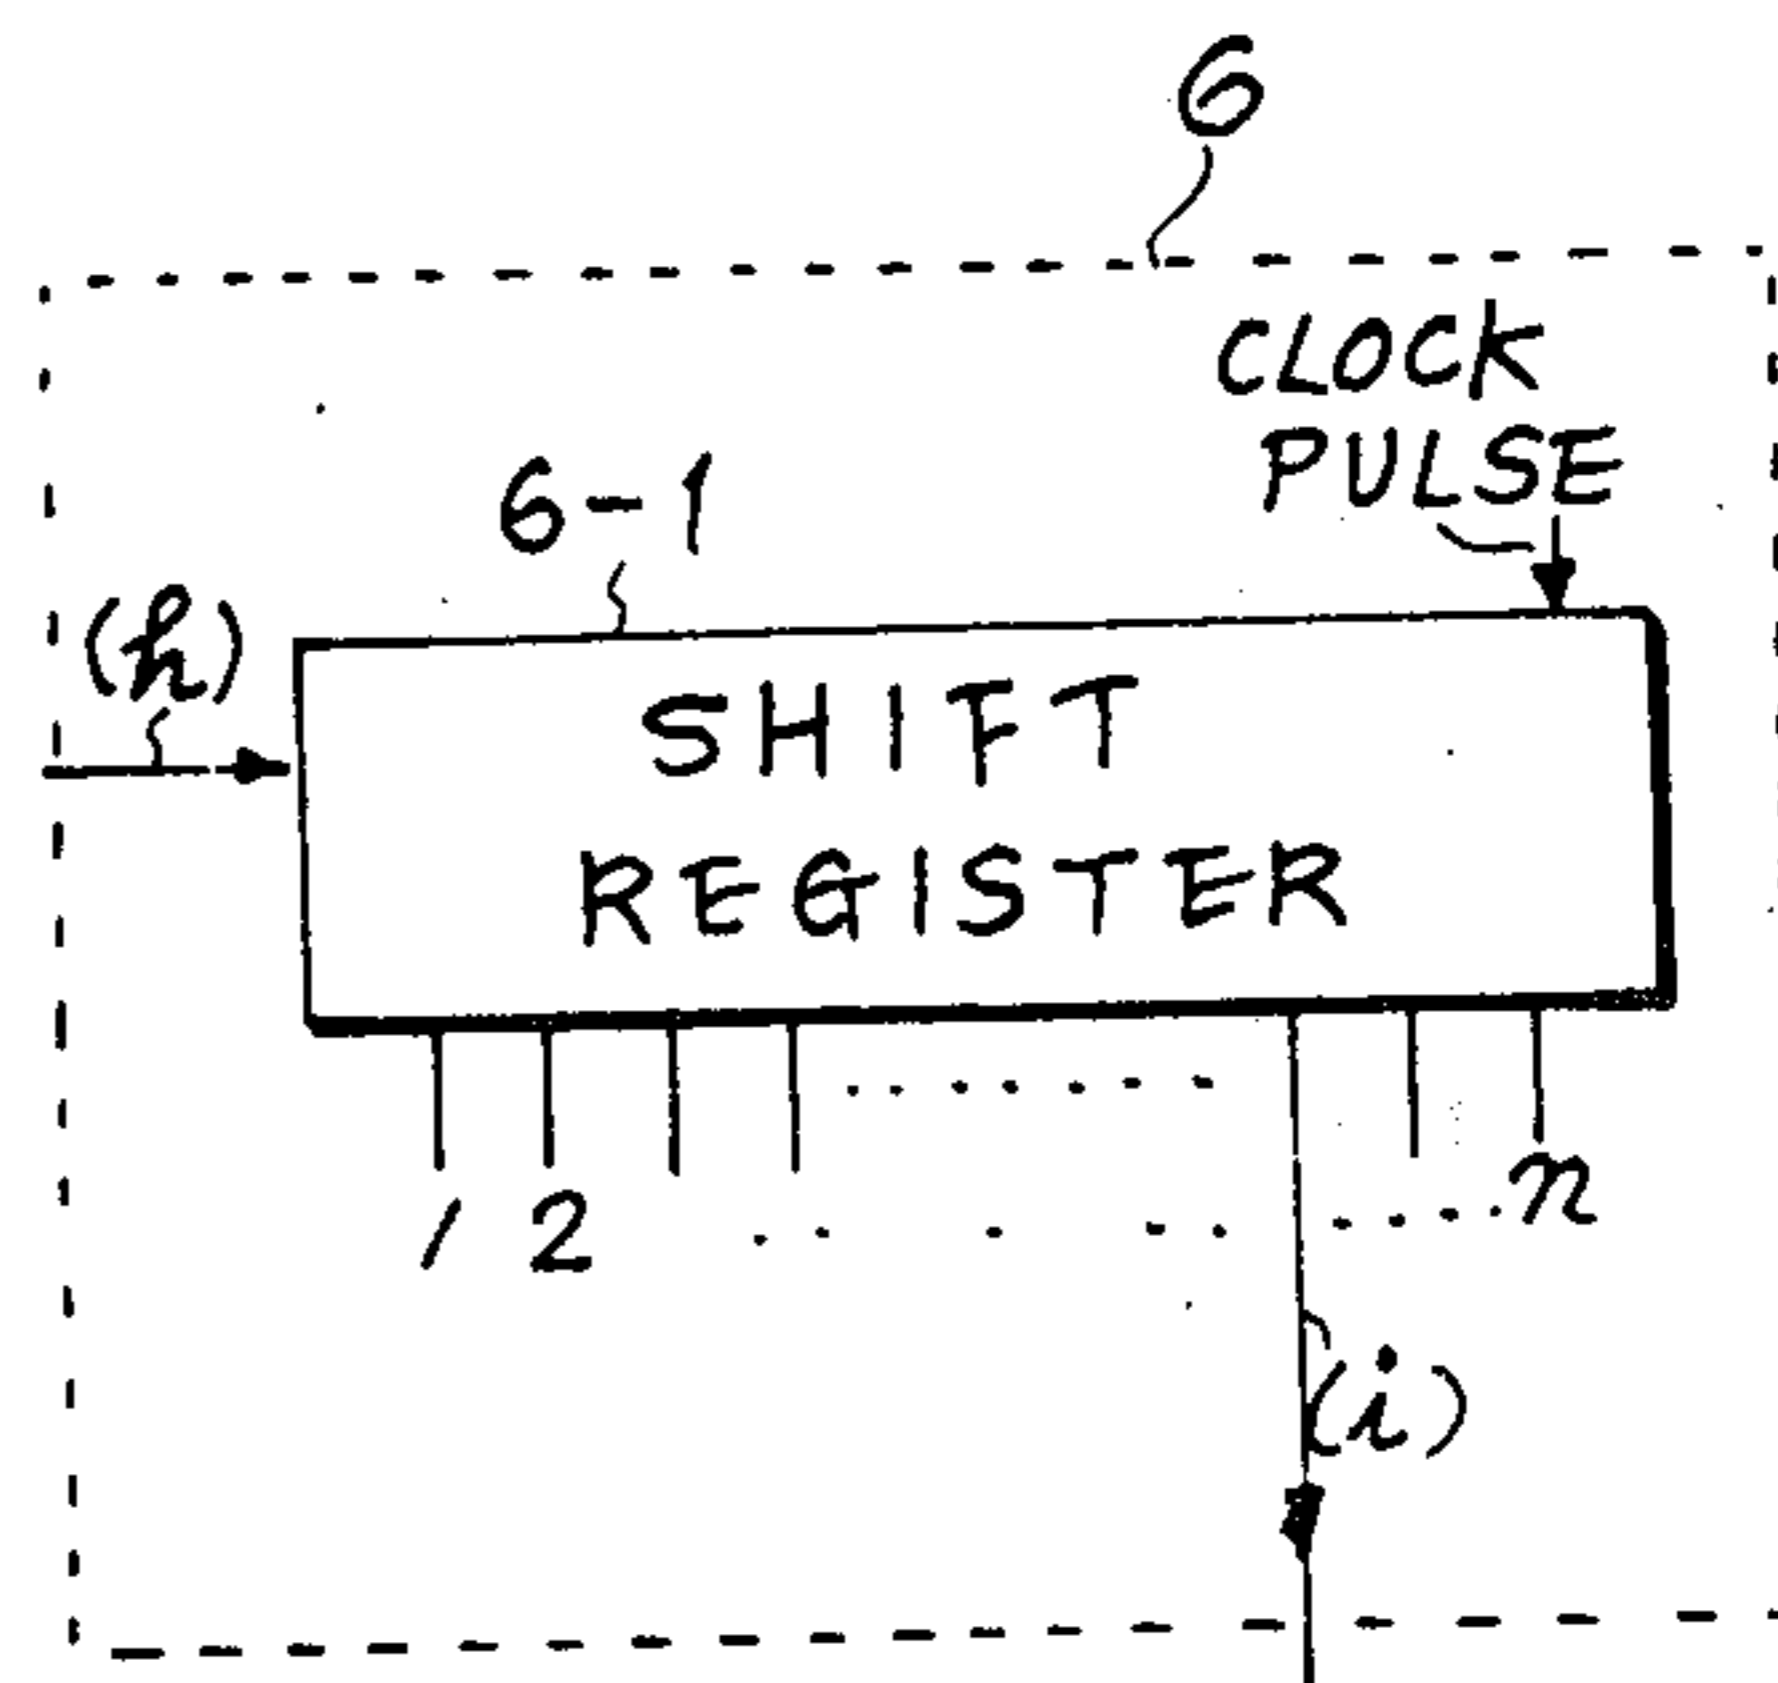 6
CLOCK
PULSE
6-1
(h)
SHIFT
REGISTER
1 2 . . . . . . . . . n
(i)